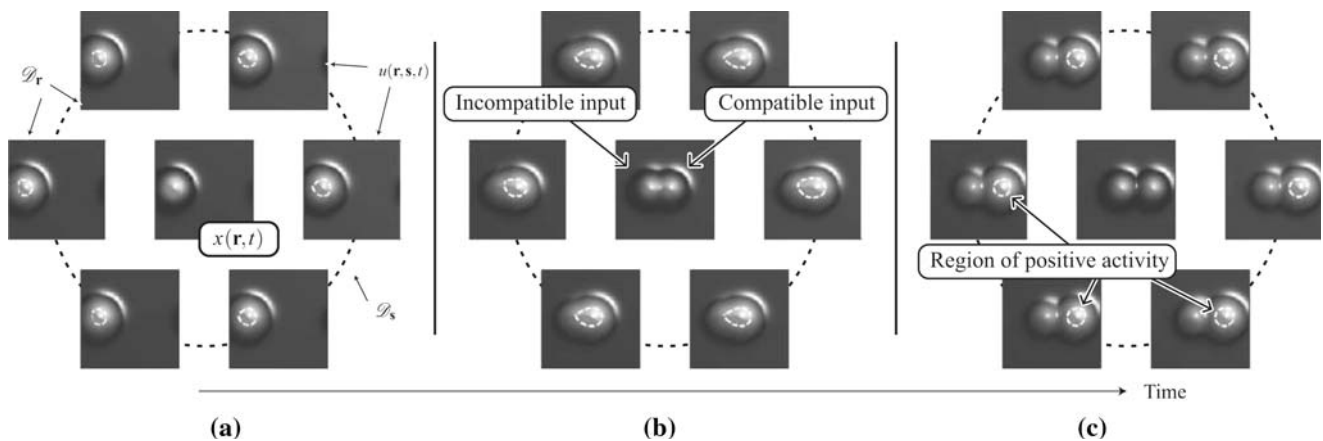 𝒟r
u(r,s,t)
x(r,t)
𝒟s
Incompatible input
Compatible input
Region of positive activity
Time
(a)
(b)
(c)